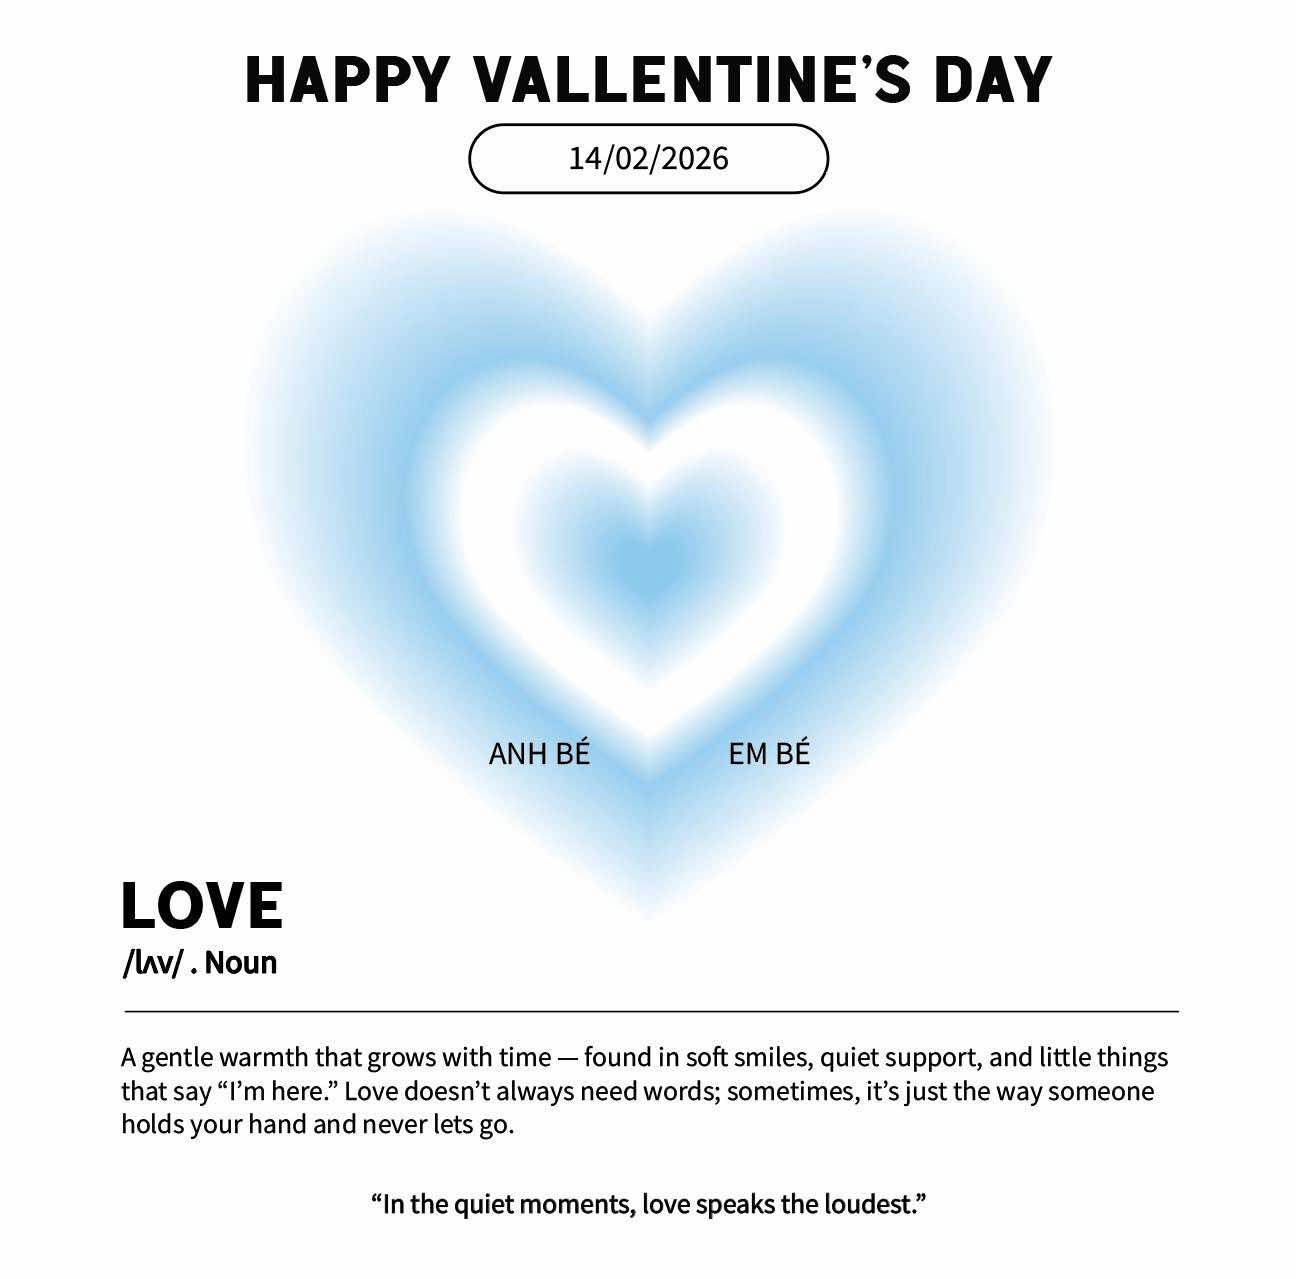 HAPPY VALLENTINE’S DAY
14/02/2026
ANH BÉ EM BÉ
LOVE
/lʌv/ . Noun
A gentle warmth that grows with time — found in soft smiles, quiet support, and little things
that say “I’m here.” Love doesn’t always need words; sometimes, it’s just the way someone
holds your hand and never lets go.
“In the quiet moments, love speaks the loudest.”